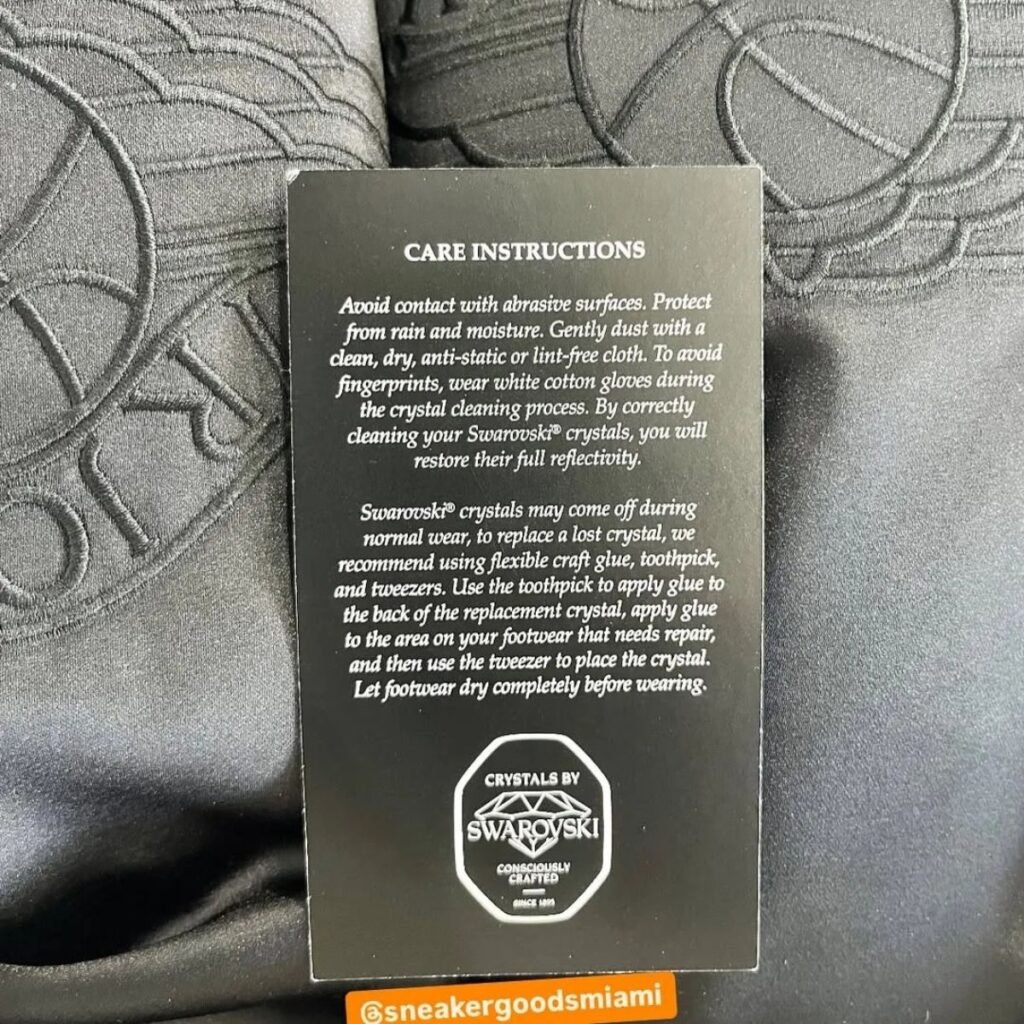 CARE INSTRUCTIONS
Avoid contact with abrasive surfaces. Protect
from rain and moisture. Gently dust with a
clean, dry, anti-static or lint-free cloth. To avoid
fingerprints, wear white cotton gloves during
the crystal cleaning process. By correctly
cleaning your Swarovski® crystals, you will
restore their full reflectivity.
Swarovski® crystals may come off during
normal wear, to replace a lost crystal, we
recommend using flexible craft glue, toothpick,
and tweezers. Use the toothpick to apply glue to
the back of the replacement crystal, apply glue
to the area on your footwear that needs repair,
and then use the tweezer to place the crystal.
Let footwear dry completely before wearing.
CRYSTALS BY
SWAROVSKI
CONSCIOUSLY
CRAFTED
SINCE 1895
@sneakergoodsmiami